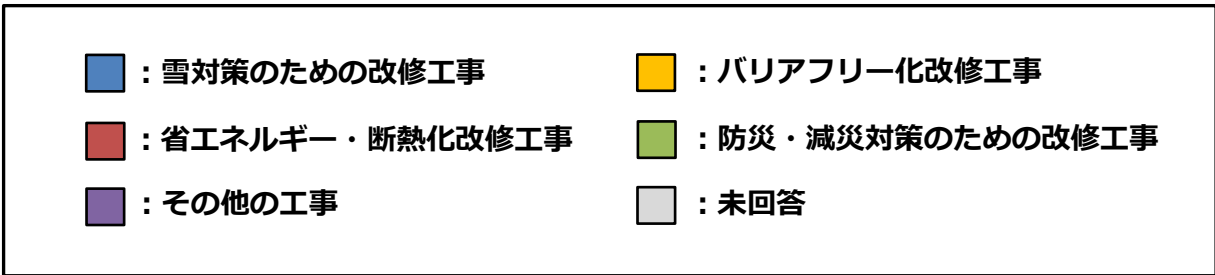 ：雪対策のための改修工事
：バリアフリー化改修工事
：省エネルギー・断熱化改修工事
：防災・減災対策のための改修工事
：その他の工事
：未回答